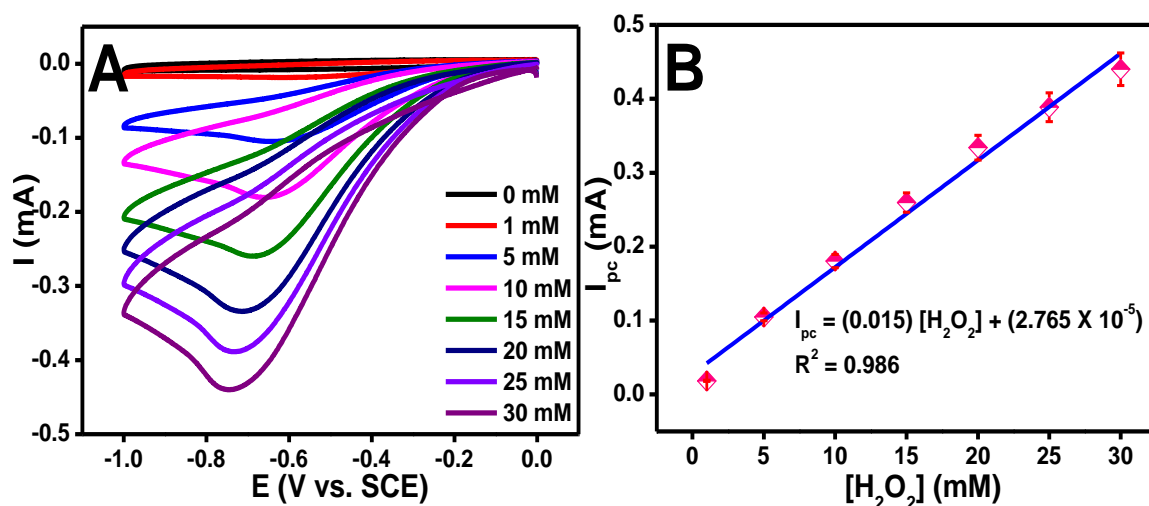 A
I (mA)
0.0
-0.1
-0.2
-0.3
-0.4
-0.5
-1.0 -0.8 -0.6 -0.4 -0.2 0.0
E (V vs. SCE)
0 mM
1 mM
5 mM
10 mM
15 mM
20 mM
25 mM
30 mM
B
I_pc (mA)
0.5
0.4
0.3
0.2
0.1
0.0
I_pc = (0.015) [H₂O₂] + (2.765 X 10⁻⁵)
R² = 0.986
0 5 10 15 20 25 30
[H₂O₂] (mM)